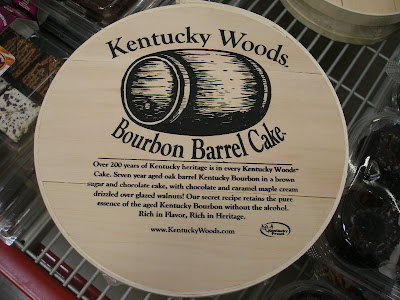 Kentucky Woods
Bourbon Barrel Cake
Over 200 years of Kentucky heritage is in every Kentucky Woods™
Cake. Sewn year aged oak barrel Kentucky Bourbon in a brown
sugar and chocolate cake, with chocolate and caramel maple cream
drizzled over glazed walnuts! Our secret recipe retains the pure
essence of the aged Kentucky Bourbon without the alcohol.
Rich in Flavor, Rich in Heritage.
www.KentuckyWoods.com